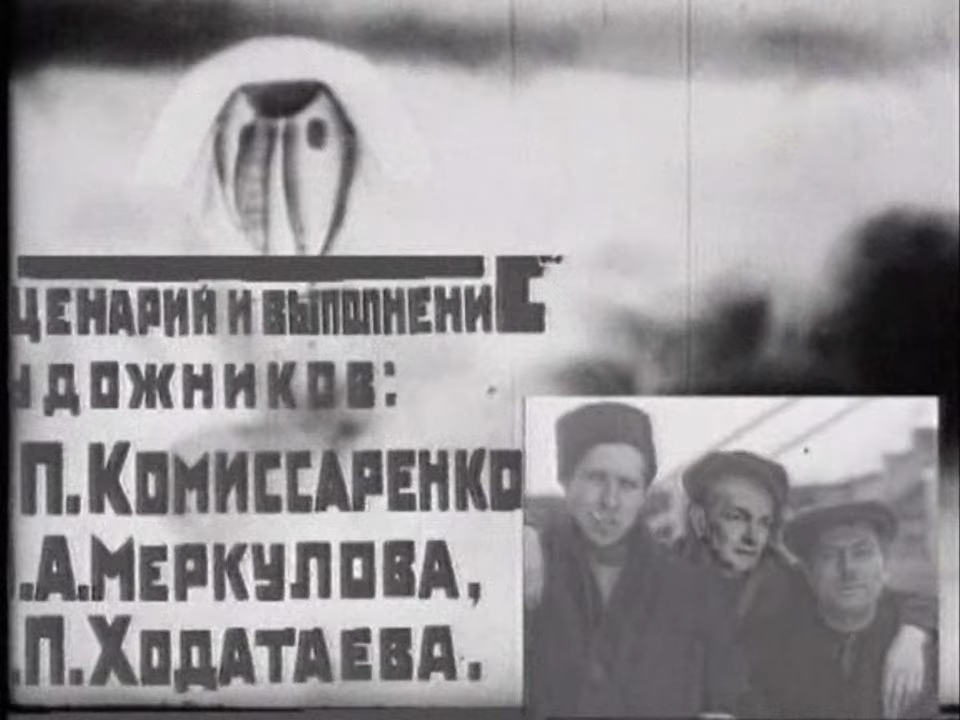 ЦЕНАРИЙ И ВЫПОЛНЕНИЕ
ДОЖНИКОВ:
П.КОМИССАРЕНКО
.А.МЕРКУЛОВА,
.П.ХОДАТАЕВА.